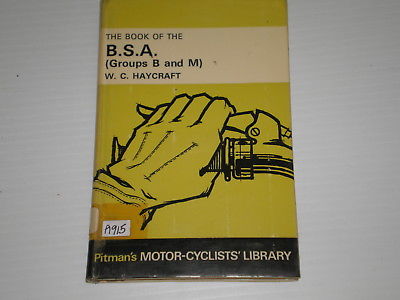 THE BOOK OF THE
B.S.A.
(Groups B and M)
W. C. HAYCRAFT
A915
Pitman's MOTOR-CYCLISTS' LIBRARY